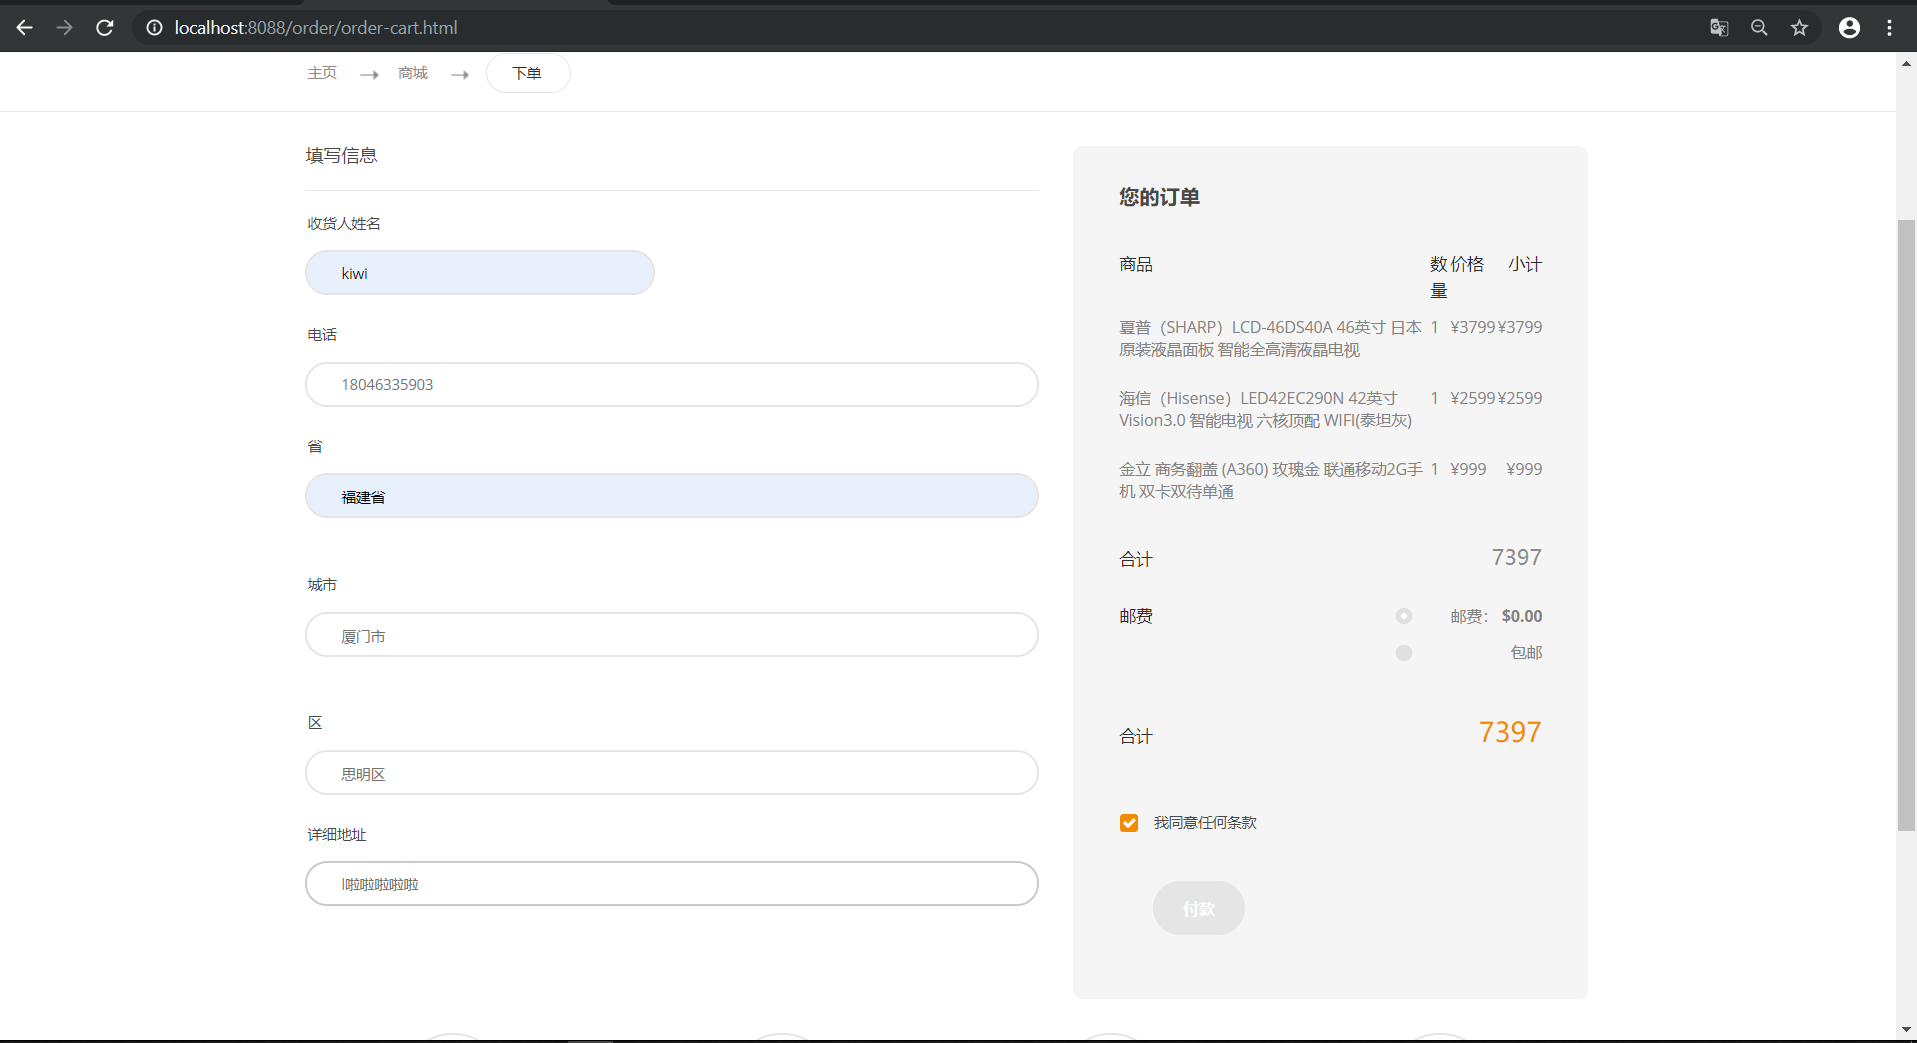 localhost:8088/order/order-cart.html
主页
商城
下单
填写信息
收货人姓名
kiwi
电话
18046335903
省
福建省
城市
厦门市
区
思明区
详细地址
l啦啦啦啦啦
您的订单
商品 数量 价格 小计
夏普（SHARP）LCD-46DS40A 46英寸 日本 1 ¥3799 ¥3799
原装液晶面板 智能全高清液晶电视
海信（Hisense）LED42EC290N 42英寸 1 ¥2599 ¥2599
Vision3.0 智能电视 六核顶配 WIFI(泰坦灰)
金立 商务翻盖 (A360) 玫瑰金 联通移动2G手 1 ¥999 ¥999
机 双卡双待单通
合计 7397
邮费 邮费： $0.00
包邮
合计 7397
我同意任何条款
付款